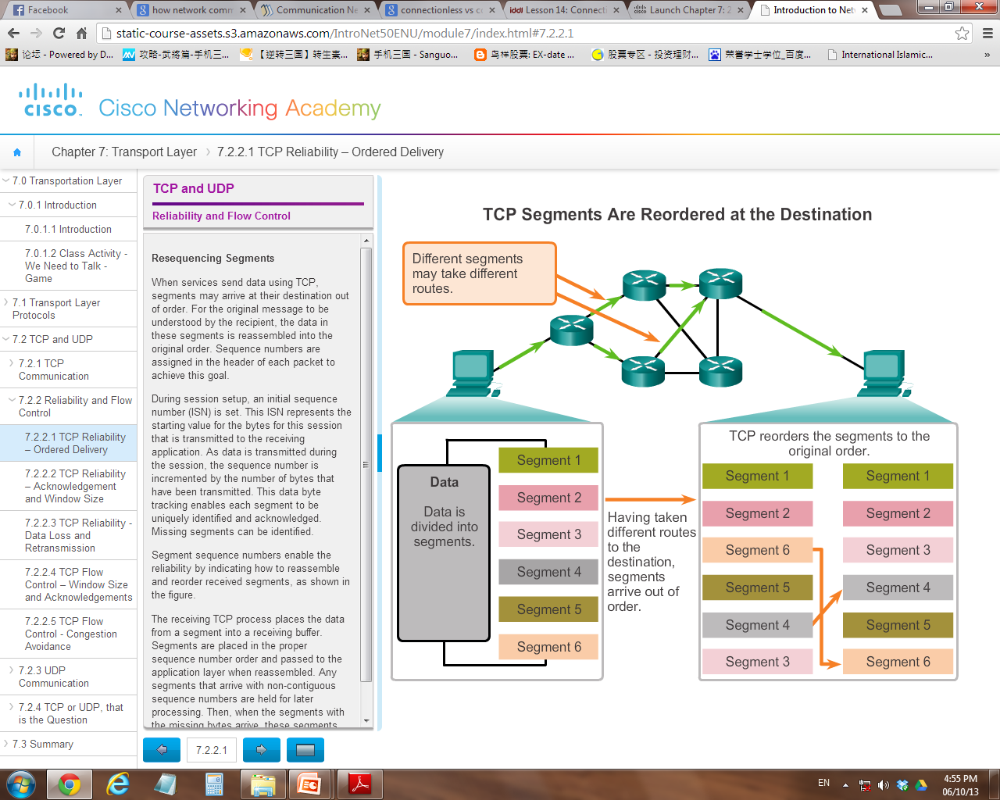 Facebook
how network comm
Communication Ne
connectionless vs co
Lesson 14: Connecti
Launch Chapter 7: 2
Introduction to Net
static-course-assets.s3.amazonaws.com/IntroNet50ENU/module7/index.html#7.2.2.1
论坛 - Powered by D...
攻略-武将篇-手机三...
【逆转三国】转生素...
手机三国 - Sanguo...
鸟样股票: EX-date ...
股票专区 - 投资理财...
荣誉学士学位_百度...
International Islamic...
»
CISCO
Cisco Networking Academy
Chapter 7: Transport Layer
7.2.2.1 TCP Reliability – Ordered Delivery
7.0 Transportation Layer
7.0.1 Introduction
7.0.1.1 Introduction
7.0.1.2 Class Activity -
We Need to Talk -
Game
7.1 Transport Layer
Protocols
7.2 TCP and UDP
7.2.1 TCP
Communication
7.2.2 Reliability and Flow
Control
7.2.2.1 TCP Reliability
– Ordered Delivery
7.2.2.2 TCP Reliability
– Acknowledgement
and Window Size
7.2.2.3 TCP Reliability -
Data Loss and
Retransmission
7.2.2.4 TCP Flow
Control – Window Size
and Acknowledgements
7.2.2.5 TCP Flow
Control - Congestion
Avoidance
7.2.3 UDP
Communication
7.2.4 TCP or UDP, that
is the Question
7.3 Summary
TCP and UDP
Reliability and Flow Control
Resequencing Segments
When services send data using TCP,
segments may arrive at their destination out
of order. For the original message to be
understood by the recipient, the data in
these segments is reassembled into the
original order. Sequence numbers are
assigned in the header of each packet to
achieve this goal.
During session setup, an initial sequence
number (ISN) is set. This ISN represents the
starting value for the bytes for this session
that is transmitted to the receiving
application. As data is transmitted during
the session, the sequence number is
incremented by the number of bytes that
have been transmitted. This data byte
tracking enables each segment to be
uniquely identified and acknowledged.
Missing segments can be identified.
Segment sequence numbers enable the
reliability by indicating how to reassemble
and reorder received segments, as shown in
the figure.
The receiving TCP process places the data
from a segment into a receiving buffer.
Segments are placed in the proper
sequence number order and passed to the
application layer when reassembled. Any
segments that arrive with non-contiguous
sequence numbers are held for later
processing. Then, when the segments with
the missing bytes arrive, these segments
7.2.2.1
TCP Segments Are Reordered at the Destination
Different segments
may take different
routes.
Data
Data is
divided into
segments.
Segment 1
Segment 2
Segment 3
Segment 4
Segment 5
Segment 6
Having taken
different routes
to the
destination,
segments
arrive out of
order.
TCP reorders the segments to the
original order.
Segment 1
Segment 2
Segment 6
Segment 5
Segment 4
Segment 3
Segment 1
Segment 2
Segment 3
Segment 4
Segment 5
Segment 6
EN
4:55 PM
06/10/13